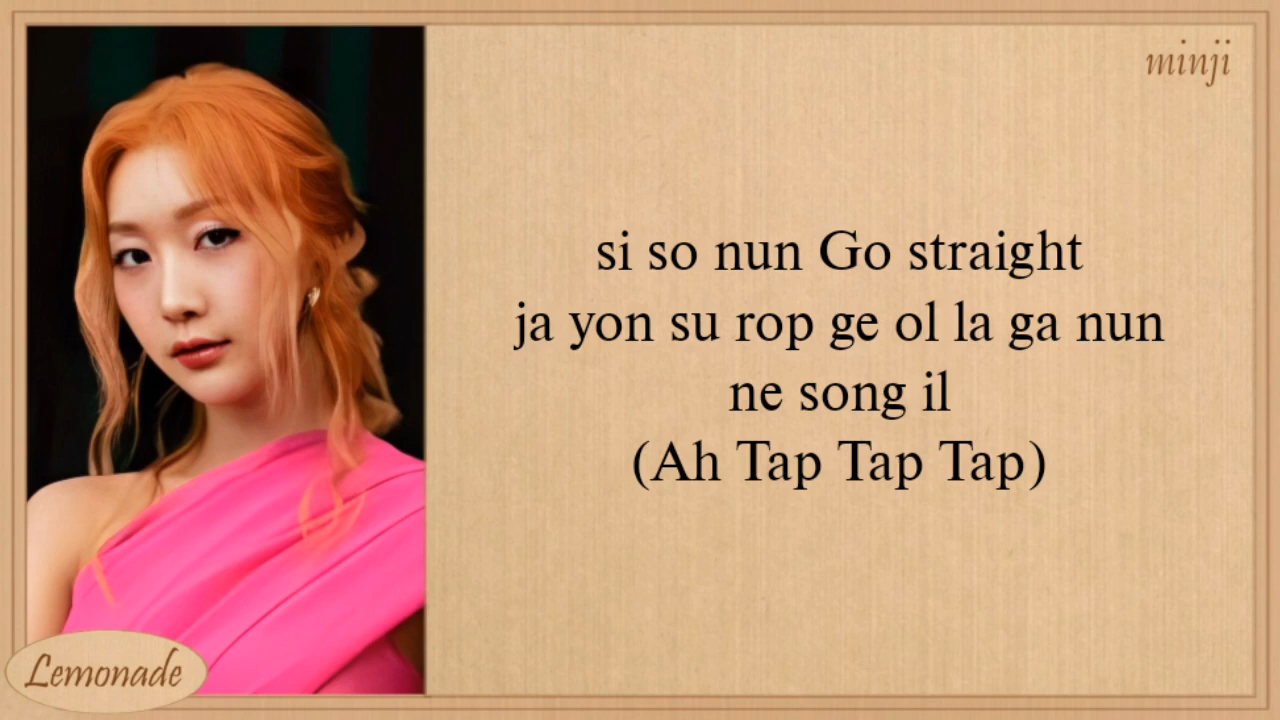 minji
si so nun Go straight
ja yon su rop ge ol la ga nun
ne song il
(Ah Tap Tap Tap)
Lemonade